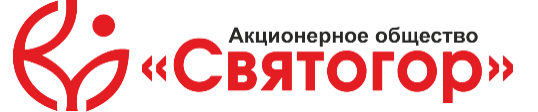 Акционерное общество
«Святогор»